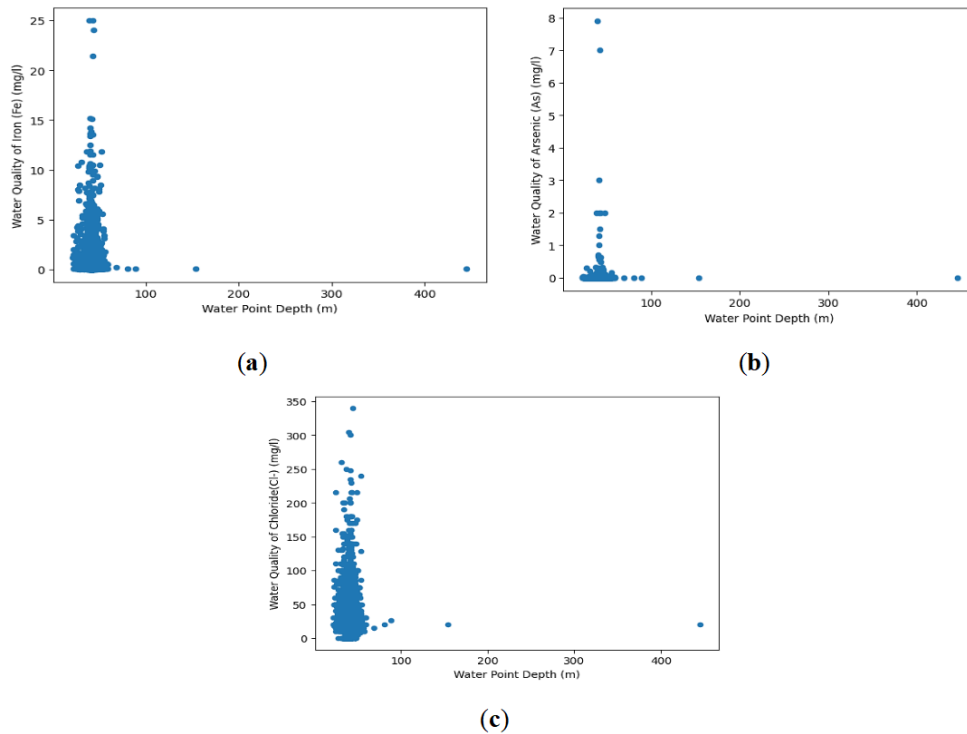 25
20
15
10
5
0
Water Quality of Iron (Fe) (mg/l)
100 200 300 400
Water Point Depth (m)
(a)
8
7
6
5
4
3
2
1
0
Water Quality of Arsenic (As) (mg/l)
100 200 300 400
Water Point Depth (m)
(b)
350
300
250
200
150
100
50
0
Water Quality of Chloride(Cl-) (mg/l)
100 200 300 400
Water Point Depth (m)
(c)